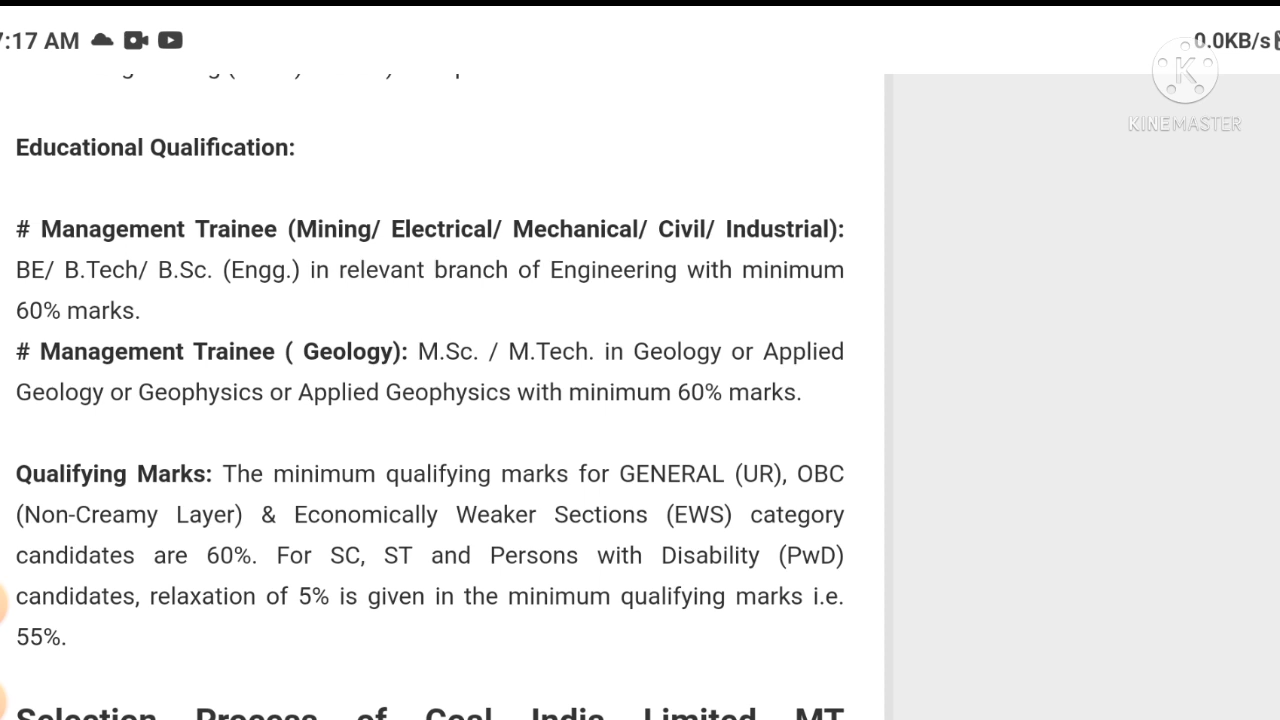 :17 AM
0.0KB/s
KINEMASTER
Educational Qualification:
# Management Trainee (Mining/ Electrical/ Mechanical/ Civil/ Industrial):
BE/ B.Tech/ B.Sc. (Engg.) in relevant branch of Engineering with minimum
60% marks.
# Management Trainee ( Geology): M.Sc. / M.Tech. in Geology or Applied
Geology or Geophysics or Applied Geophysics with minimum 60% marks.
Qualifying Marks: The minimum qualifying marks for GENERAL (UR), OBC
(Non-Creamy Layer) & Economically Weaker Sections (EWS) category
candidates are 60%. For SC, ST and Persons with Disability (PwD)
candidates, relaxation of 5% is given in the minimum qualifying marks i.e.
55%.
Selection Process of Coal India Limited MT